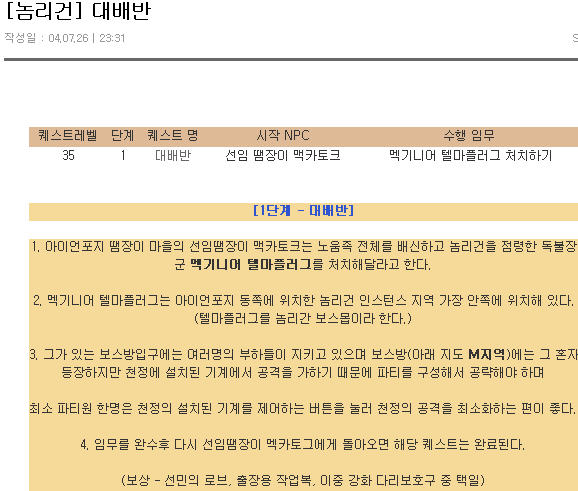 [놈리건] 대배반
작성일 : 04.07.26 | 23:31
퀘스트레벨 단계 퀘스트 명 시작 NPC 수행 임무
35 1 대배반 선임 땜장이 맥카토크 멕기니어 텔마플러그 처치하기
[1단계 - 대배반]
1. 아이언포지 땜장이 마을의 선임땜장이 맥카토크는 노움족 전체를 배신하고 놈리건을 점령한 독불장
군 멕기니어 텔마플러그를 처치해달라고 한다.
2. 멕기니어 텔마플러그는 아이언포지 동쪽에 위치한 놈리건 인스턴스 지역 가장 안쪽에 위치해 있다.
(텔마플러그를 놈리간 보스몹이라 한다.)
3. 그가 있는 보스방입구에는 여러명의 부하들이 지키고 있으며 보스방(아래 지도 M지역)에는 그 혼자
등장하지만 천정에 설치된 기계에서 공격을 가하기 때문에 파티를 구성해서 공략해야 하며
최소 파티원 한명은 천정의 설치된 기계를 제어하는 버튼을 눌러 천정의 공격을 최소화하는 편이 좋다.
4. 임무를 완수후 다시 선임땜장이 멕카토그에게 돌아오면 해당 퀘스트는 완료된다.
(보상 - 선민의 로브, 출장용 작업복, 이중 강화 다리보호구 중 택일)